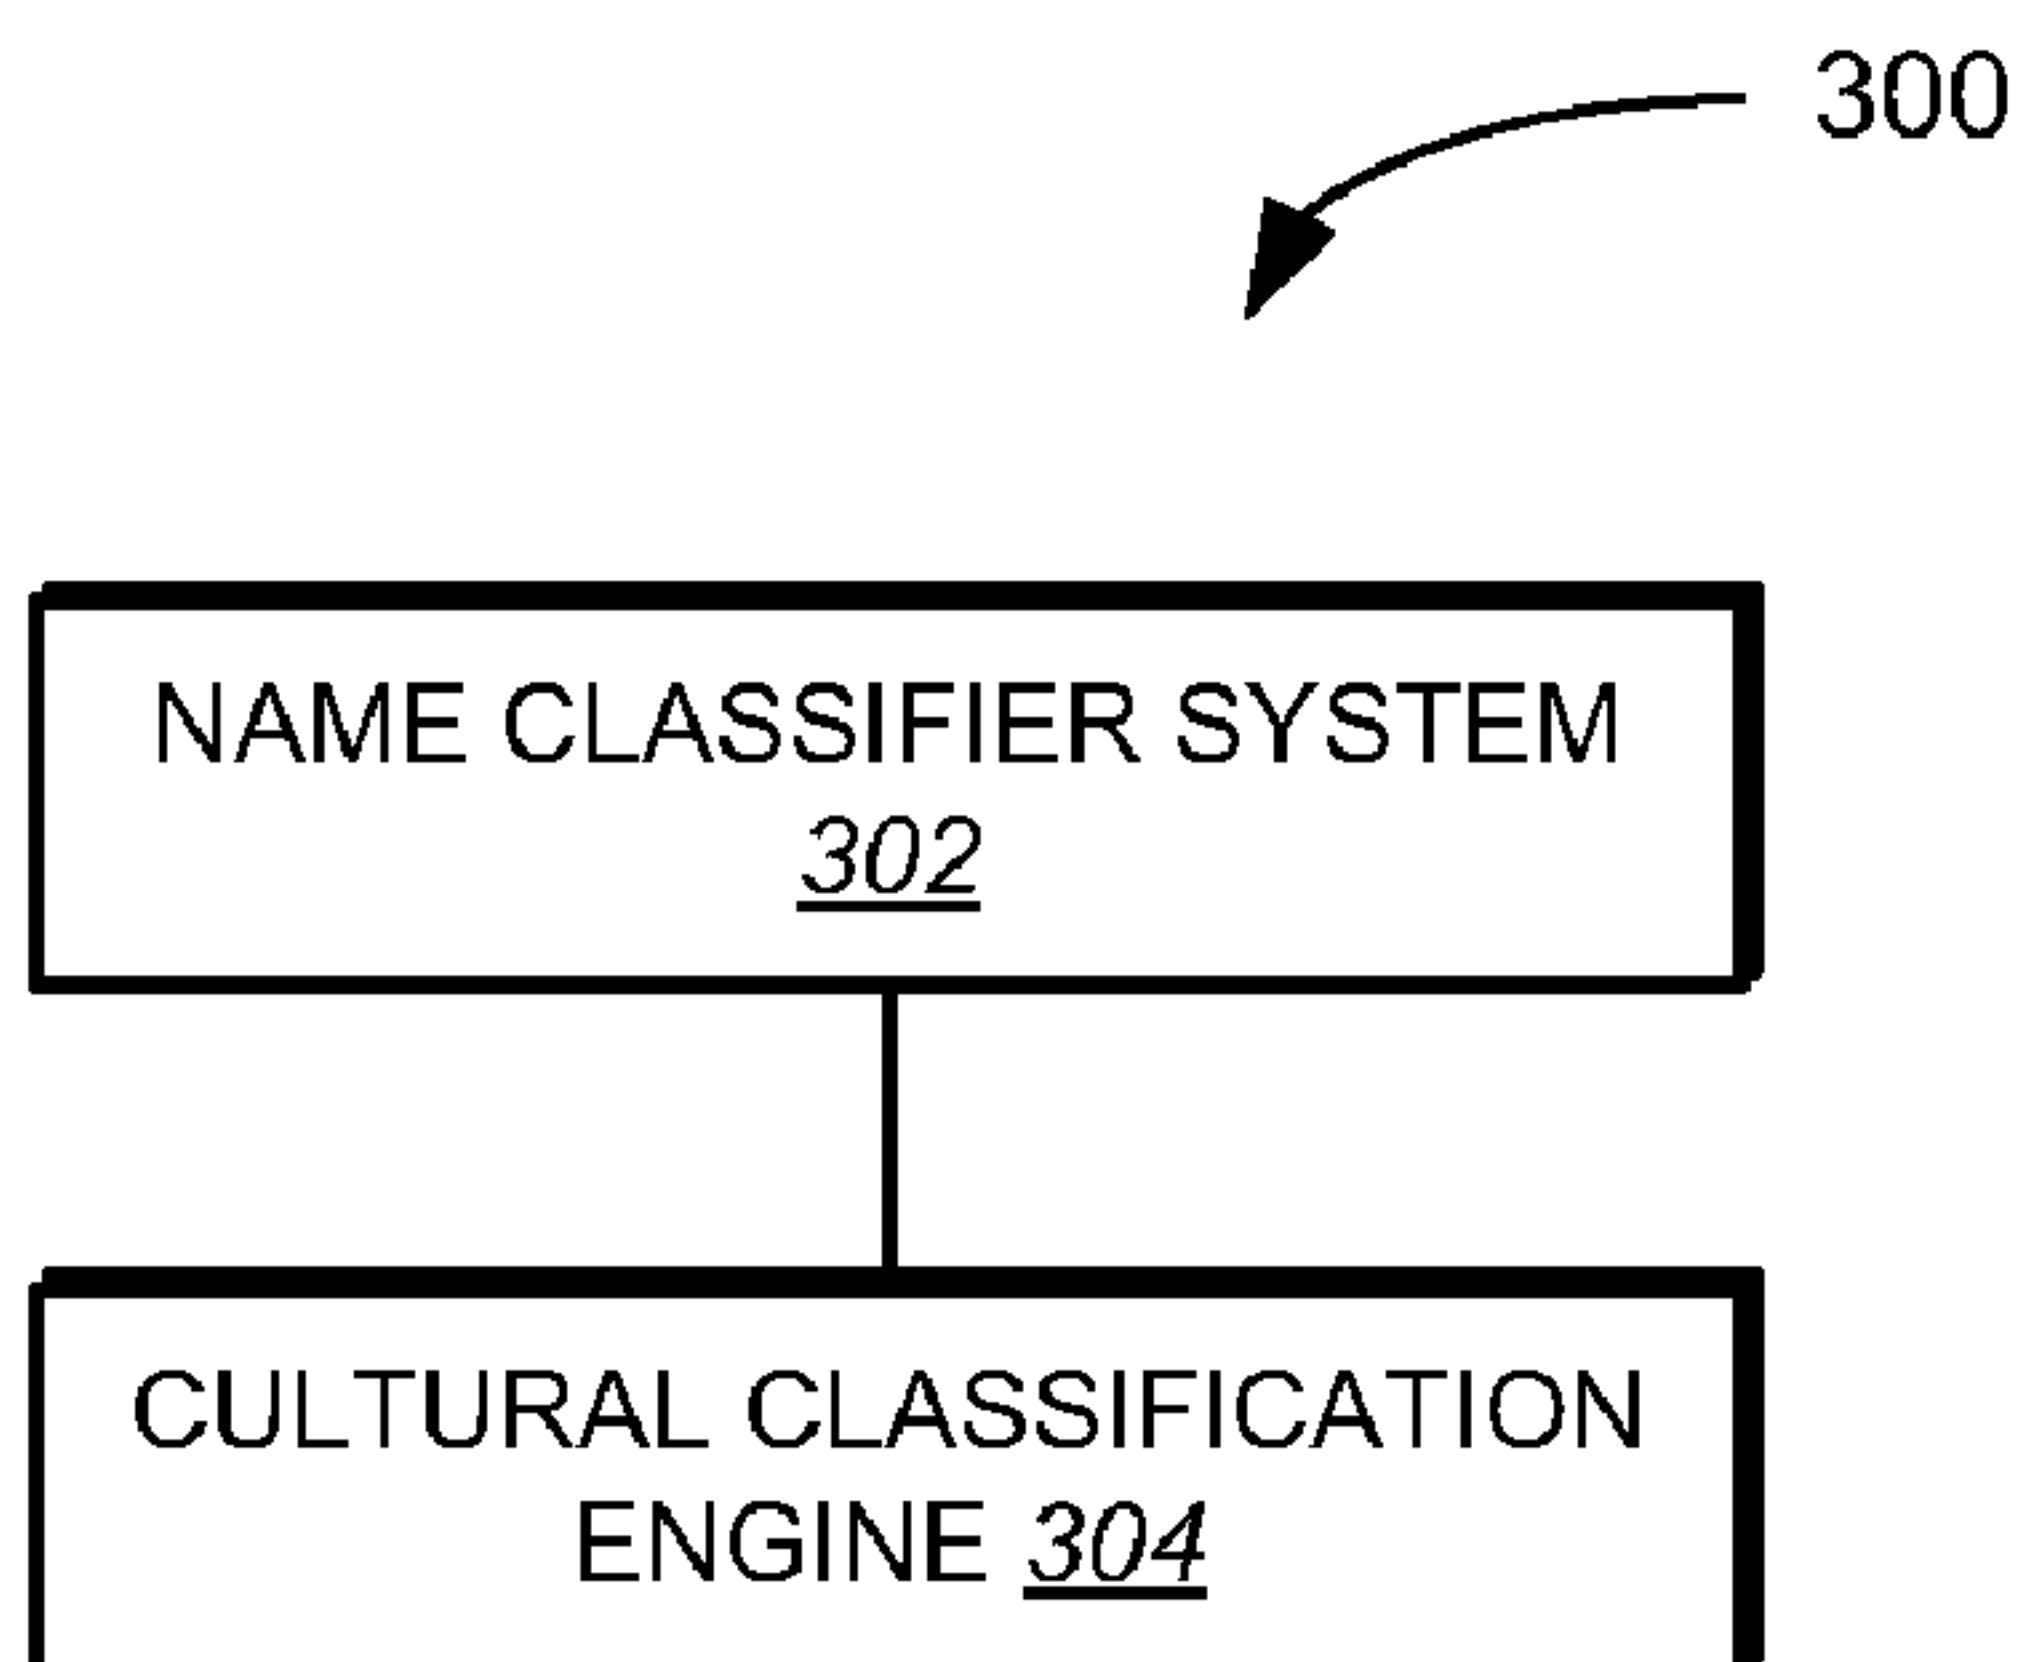 300
NAME CLASSIFIER SYSTEM
302
CULTURAL CLASSIFICATION
ENGINE 304